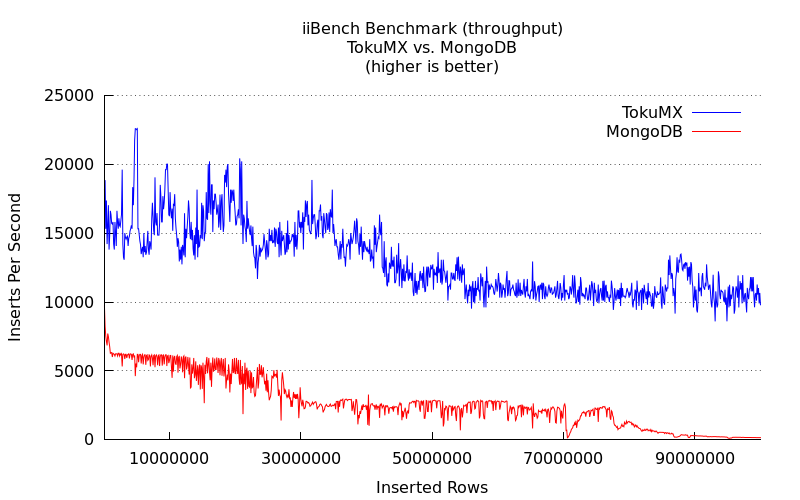 iiBench Benchmark (throughput)
TokuMX vs. MongoDB
(higher is better)
25000
20000
15000
10000
5000
0
Inserts Per Second
TokuMX
MongoDB
10000000
30000000
50000000
70000000
90000000
Inserted Rows